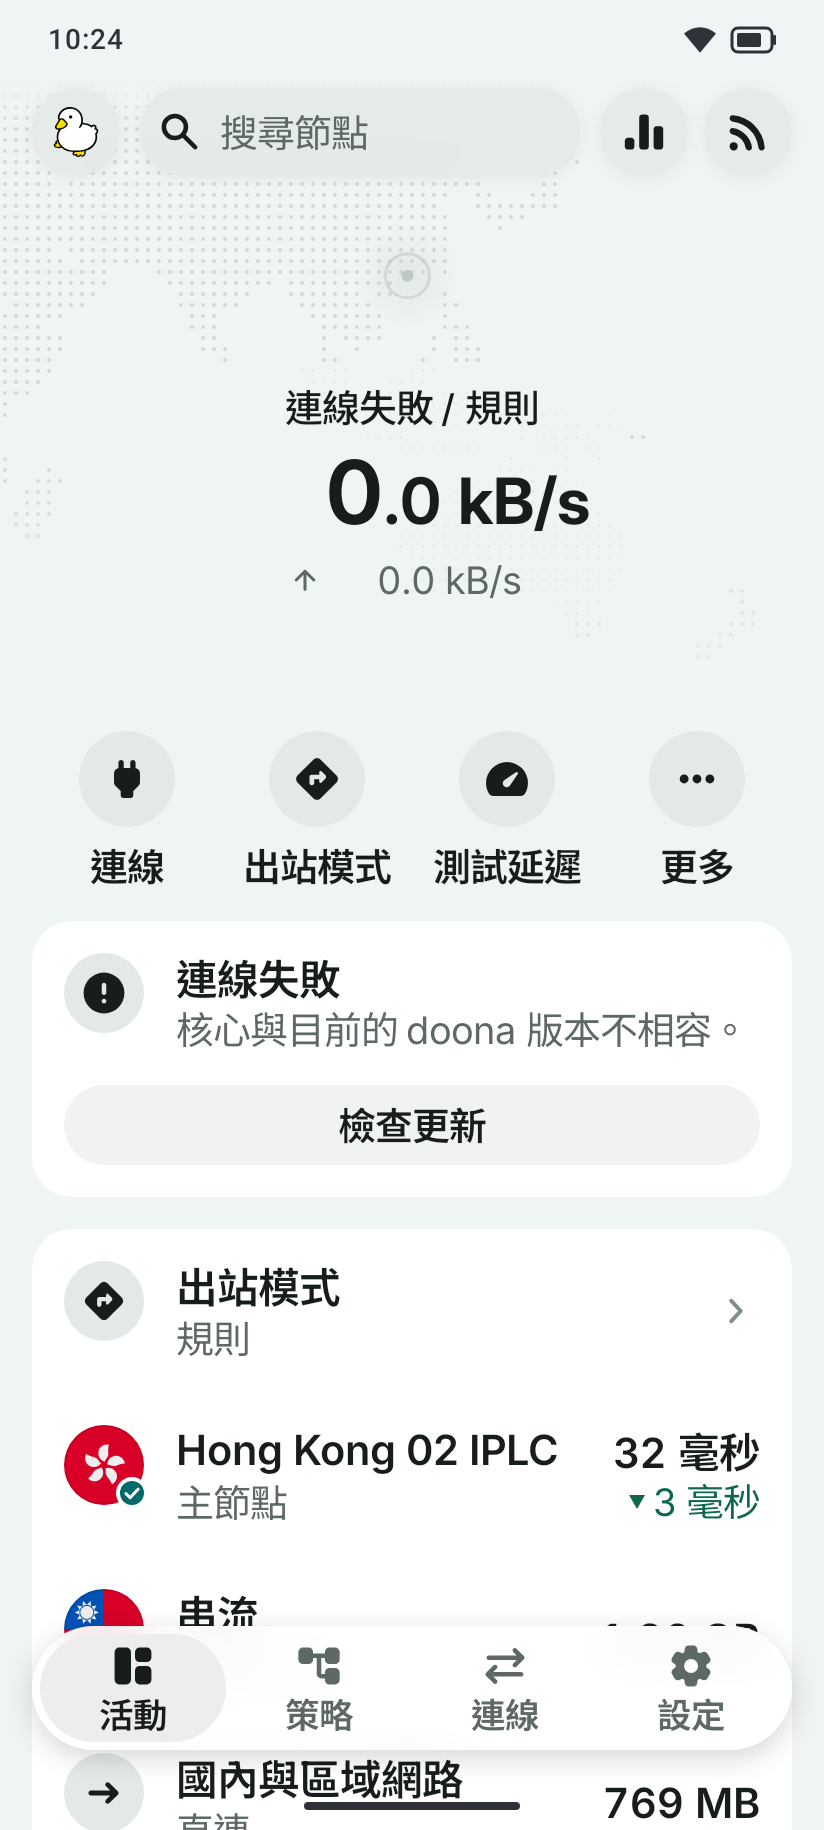 10:24
搜尋節點
連線失敗 / 規則
0.0 kB/s
0.0 kB/s
連線
出站模式
測試延遲
更多
連線失敗
核心與目前的 doona 版本不相容。
檢查更新
出站模式
規則
Hong Kong 02 IPLC
32 毫秒
主節點
3 毫秒
串流
活動
策略
連線
設定
國內與區域網路
769 MB
直連